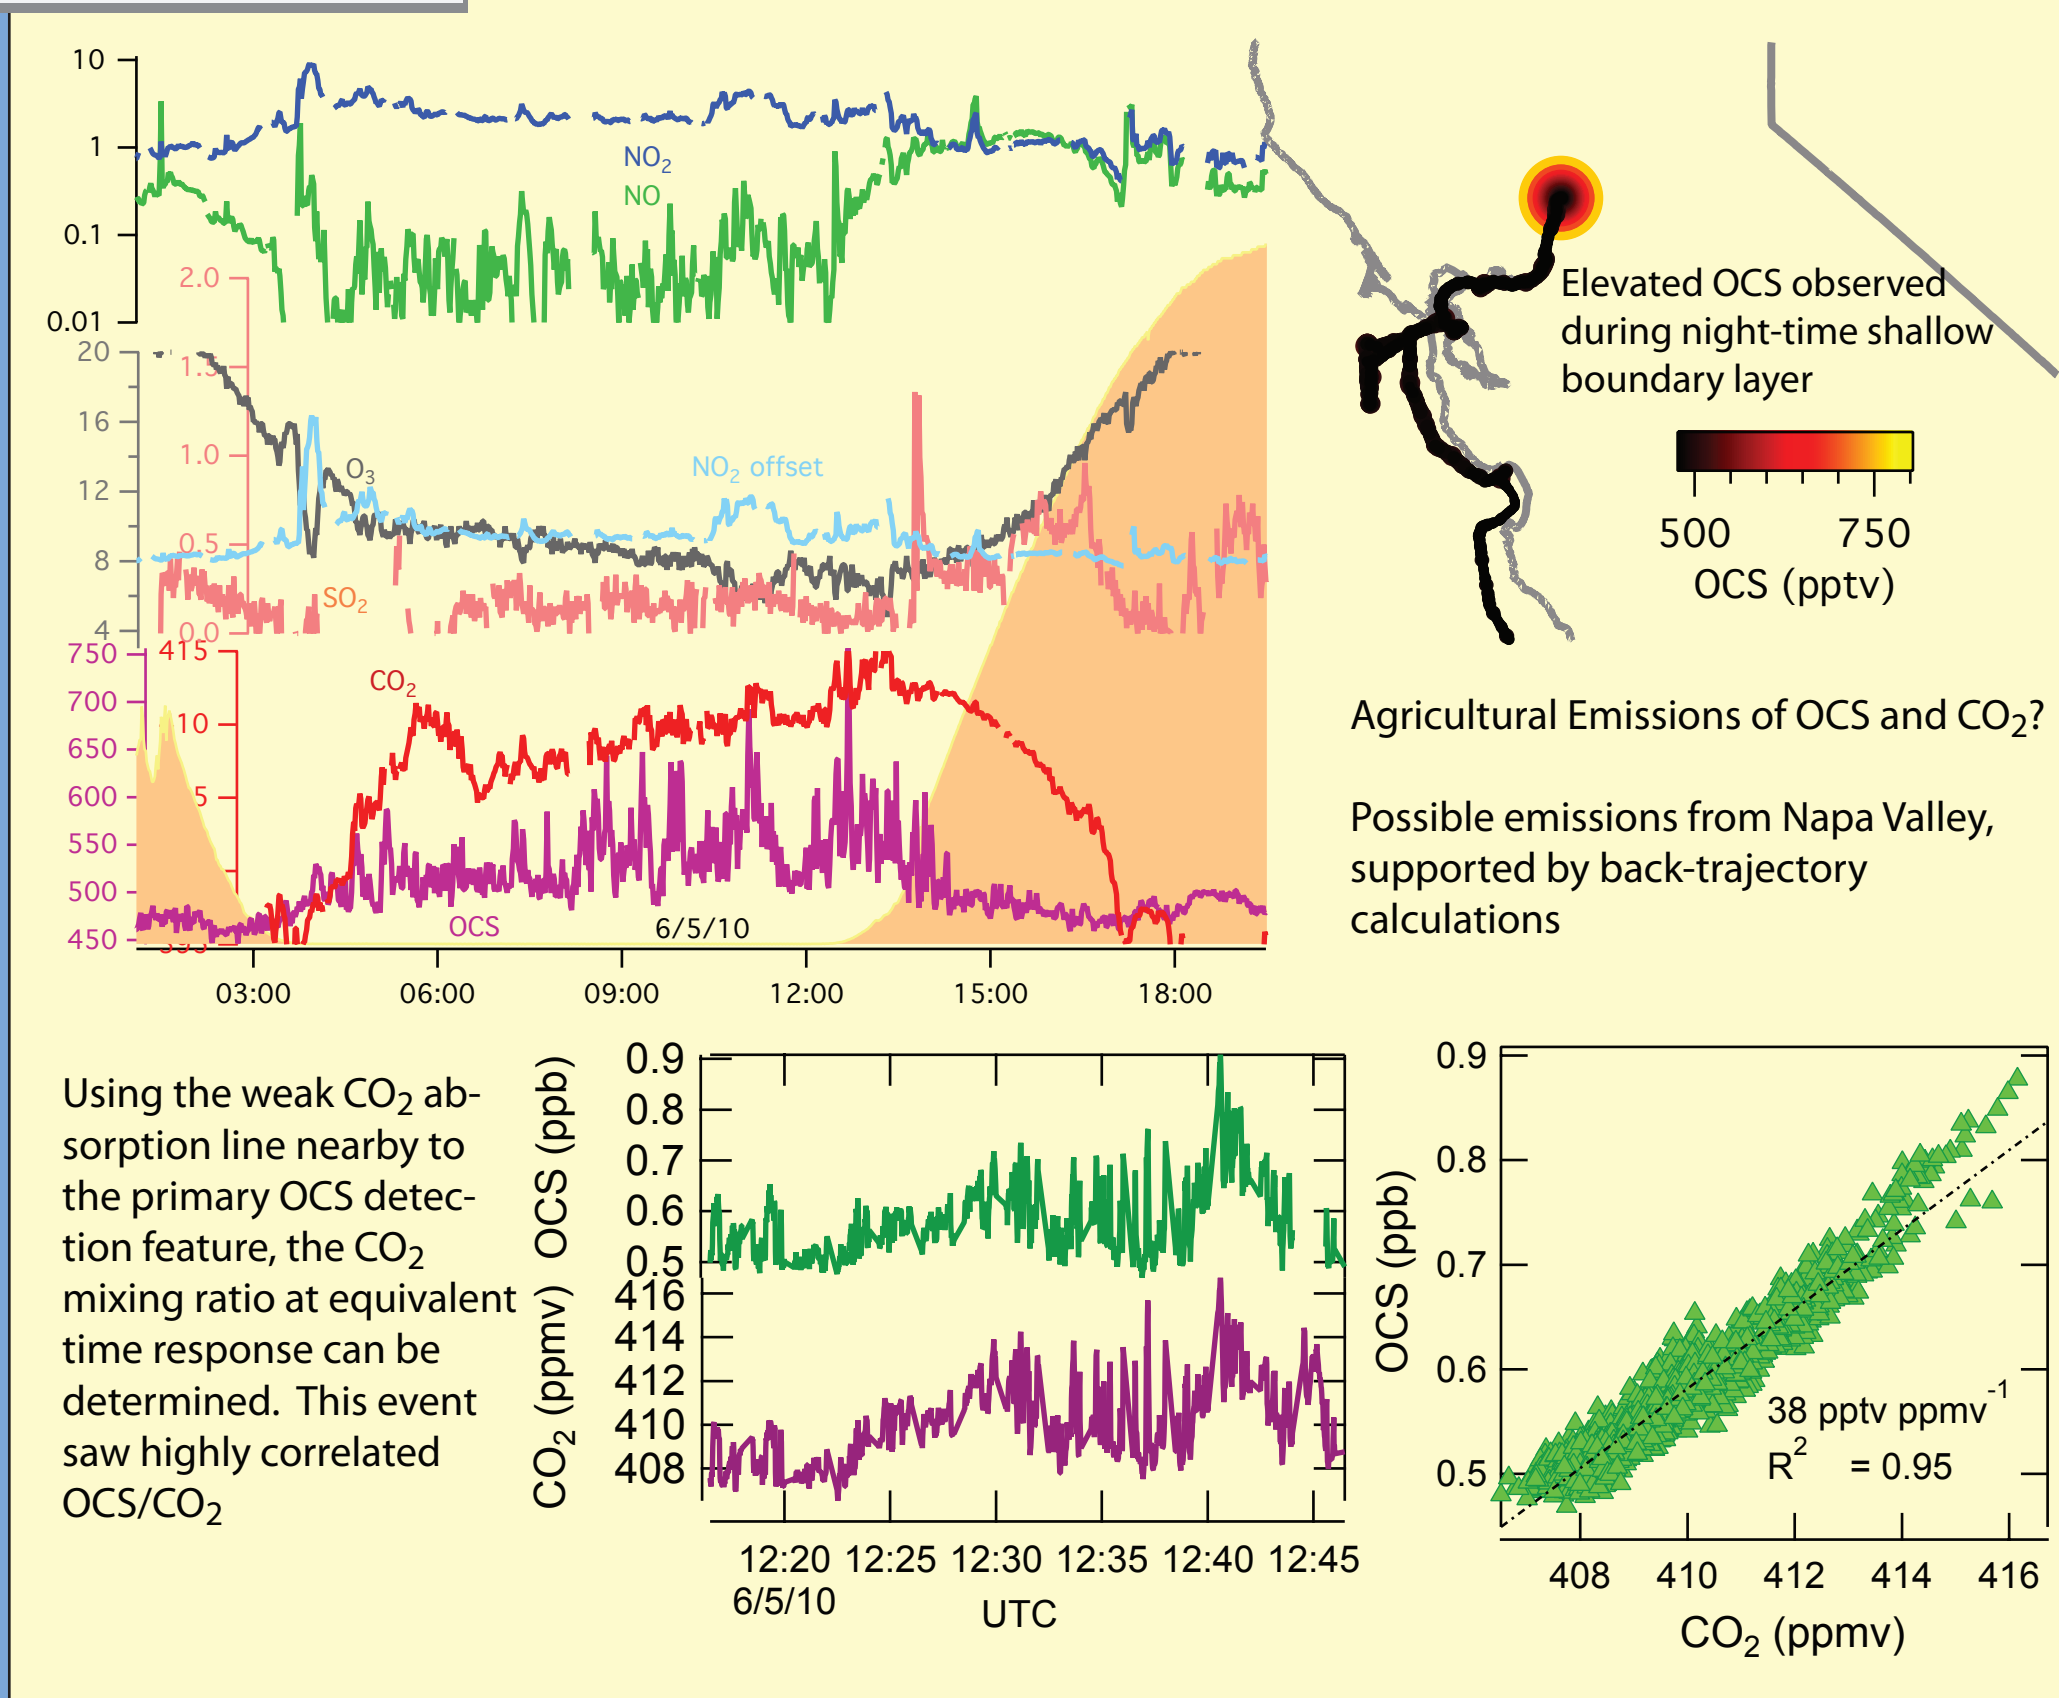 10
1
0.1
0.01
NO2
NO
2.0
1.5
1.0
0.5
0.0
20
16
12
8
4
O3
NO2 offset
SO2
750
700
650
600
550
500
450
415
10
5
395
CO2
OCS
6/5/10
03:00 06:00 09:00 12:00 15:00 18:00
Elevated OCS observed
during night-time shallow
boundary layer
500 750
OCS (pptv)
Agricultural Emissions of OCS and CO2?
Possible emissions from Napa Valley,
supported by back-trajectory
calculations
Using the weak CO2 ab-
sorption line nearby to
the primary OCS detec-
tion feature, the CO2
mixing ratio at equivalent
time response can be
determined. This event
saw highly correlated
OCS/CO2
OCS (ppb)
0.9
0.8
0.7
0.6
0.5
CO2 (ppmv)
416
414
412
410
408
12:20 12:25 12:30 12:35 12:40 12:45
6/5/10
UTC
OCS (ppb)
0.9
0.8
0.7
0.6
0.5
38 pptv ppmv-1
R2 = 0.95
408 410 412 414 416
CO2 (ppmv)